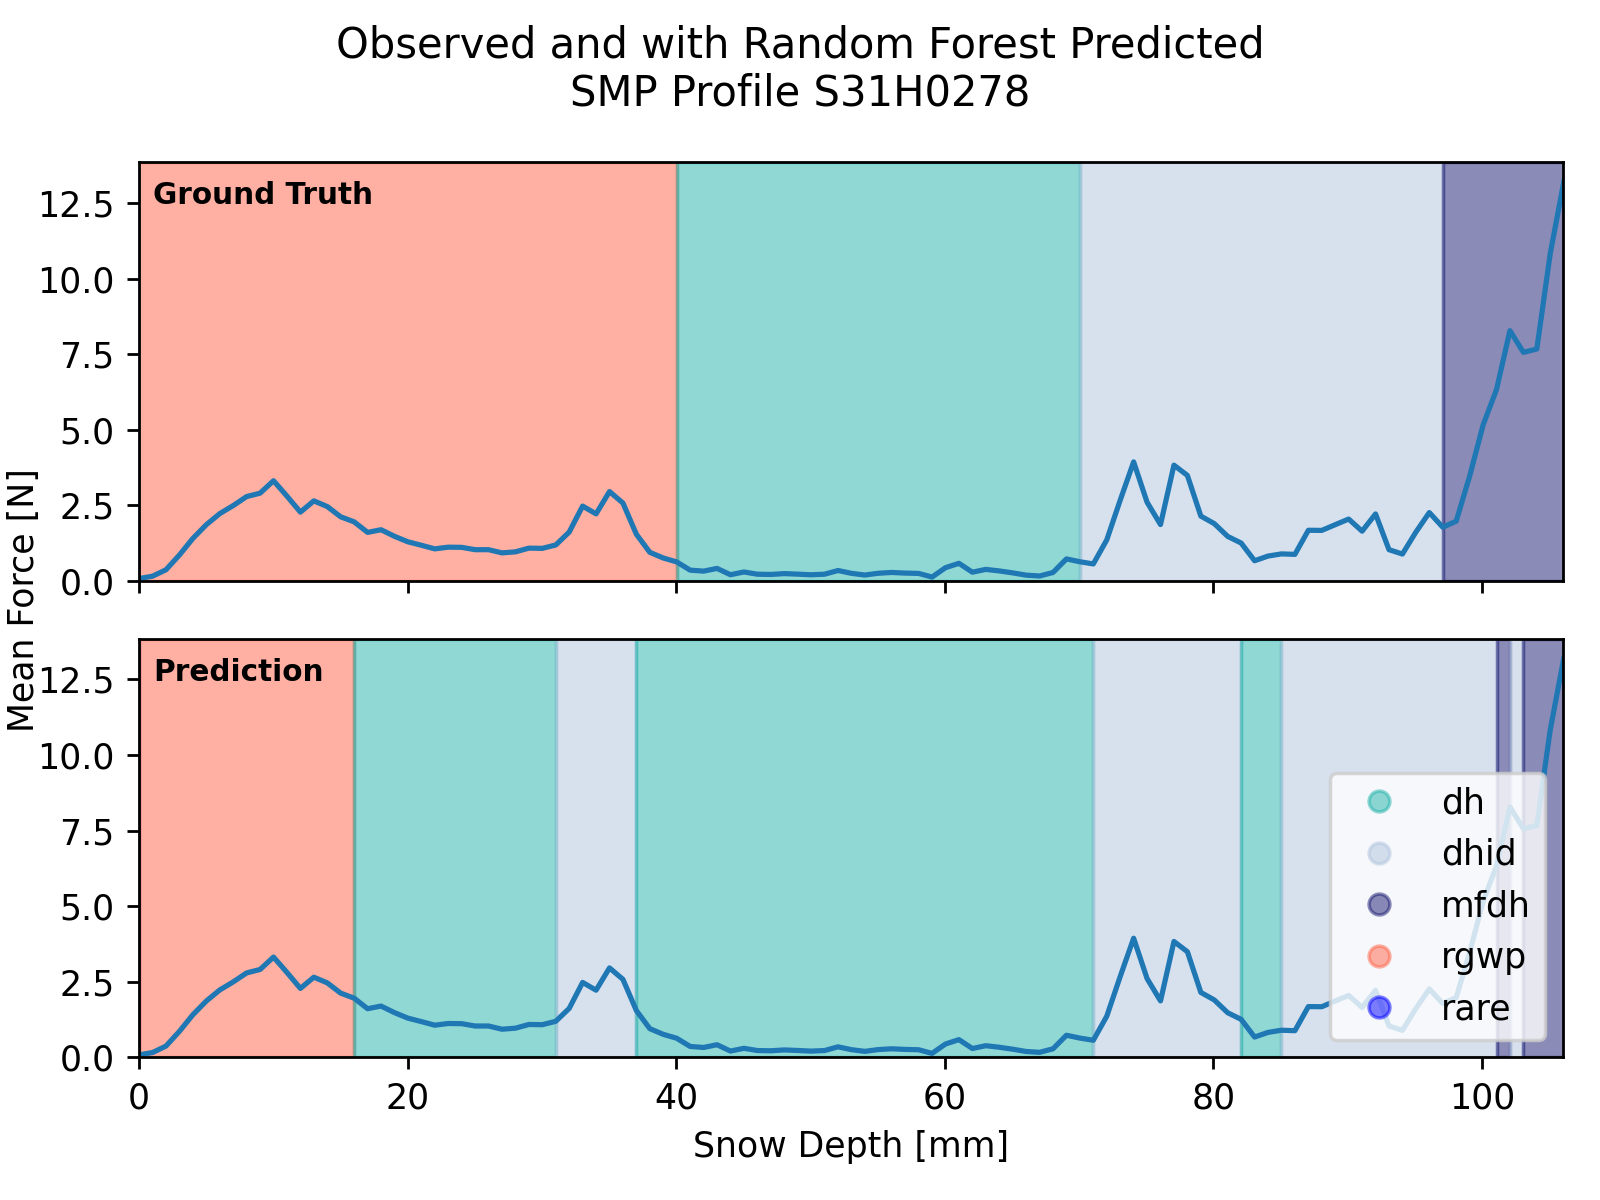 Observed and with Random Forest Predicted
SMP Profile S31H0278
Mean Force [N]
Ground Truth
12.5
10.0
7.5
5.0
2.5
0.0
Prediction
12.5
10.0
7.5
5.0
2.5
0.0
dh
dhid
mfdh
rgwp
rare
0 20 40 60 80 100
Snow Depth [mm]